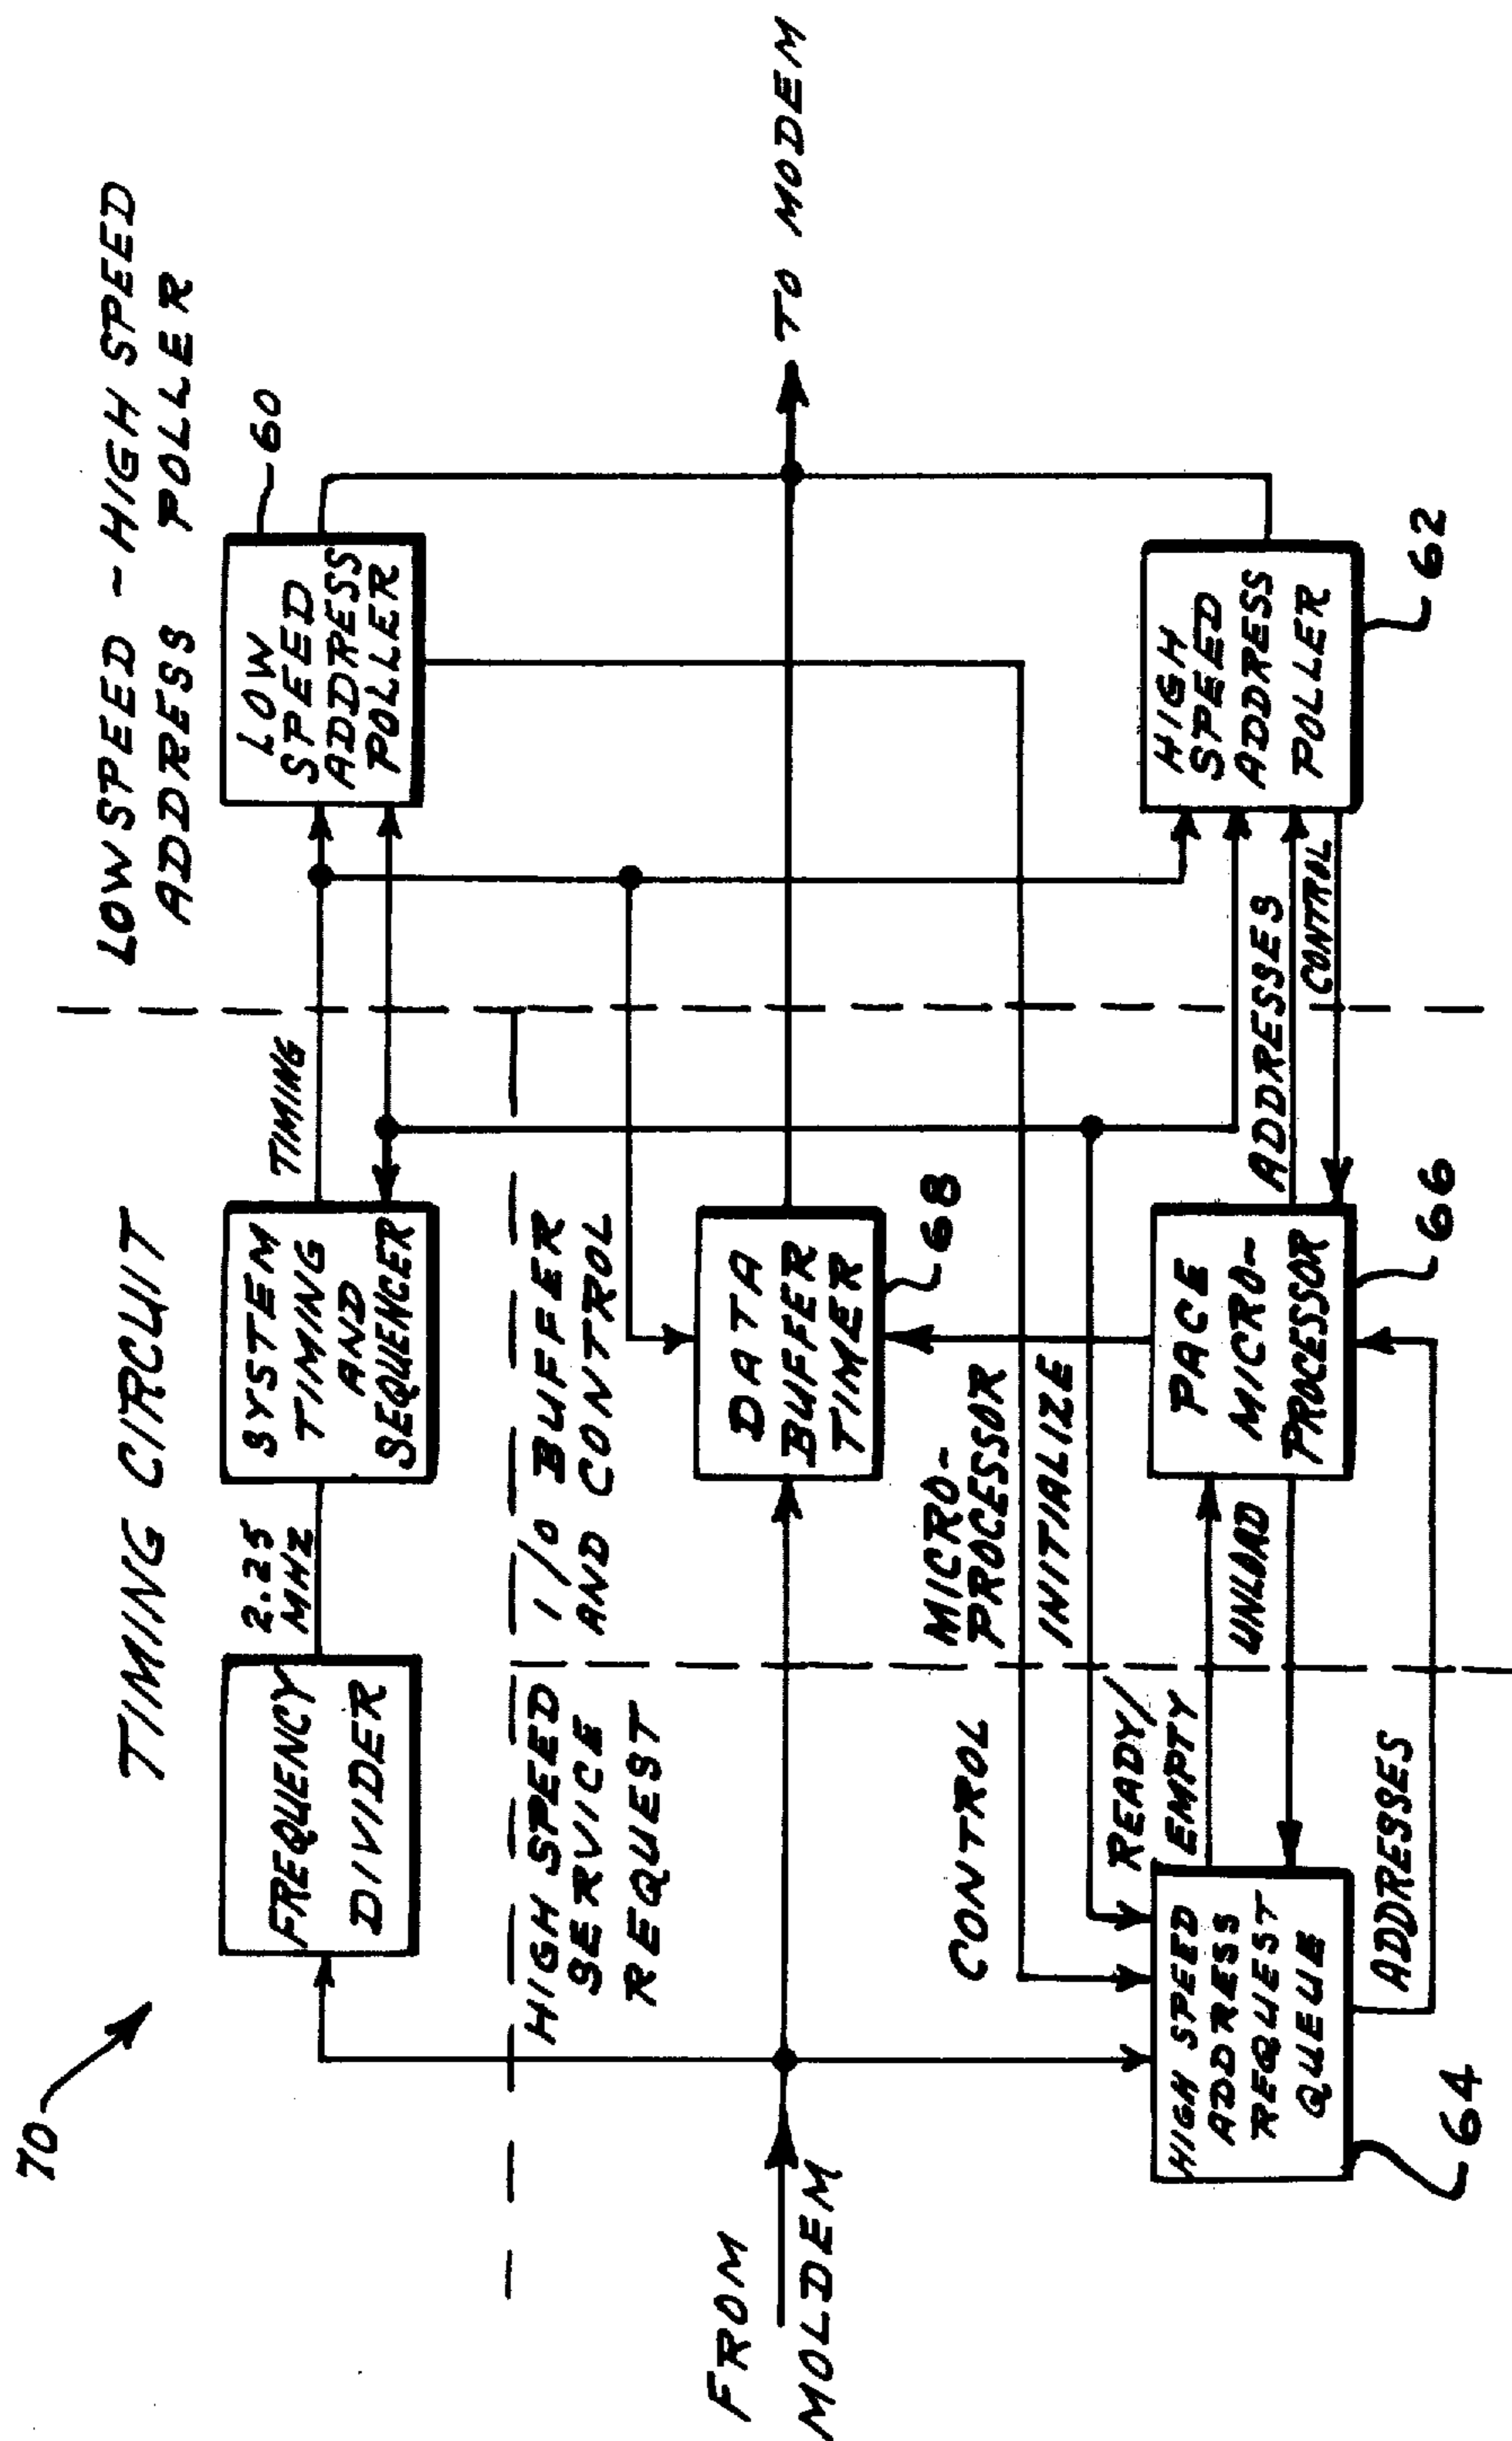 70
TIMING CIRCUIT
LOW SPEED - HIGH SPEED
ADDRESS POLLER
FREQUENCY
DIVIDER
2.25
MHZ
SYSTEM
TIMING
AND
SEQUENCER
TIMING
LOW
SPEED
ADDRESS
POLLER
60
HIGH SPEED
SERVICE
REQUEST
I/O BUFFER
AND CONTROL
FROM
MOLDEM
DATA
BUFFER
TIMER
68
TO MODEM
CONTROL
MICRO-
PROCESSOR
INITIALIZE
READY/
EMPTY
UNLOAD
HIGH SPEED
ADDRESS
REQUEST
QUEUE
64
ADDRESSES
PACE
MICRO-
PROCESSOR
66
ADDRESSES
CONTROL
HIGH
SPEED
ADDRESS
POLLER
62